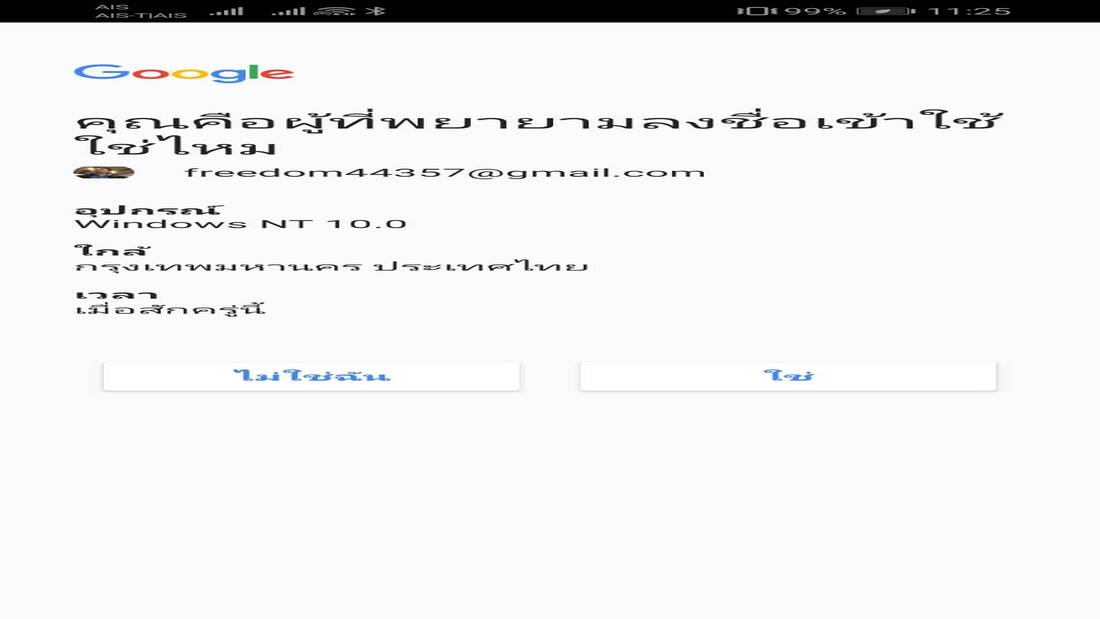 AIS
AIS-T|AIS
99%
11:25
Google
คุณคือผู้ที่พยายามลงชื่อเข้าใช้
ใช่ไหม
freedom44357@gmail.com
อุปกรณ์
Windows NT 10.0
ใกล้
กรุงเทพมหานคร ประเทศไทย
เวลา
เมื่อสักครู่นี้
ไม่ใช่ฉัน
ใช่